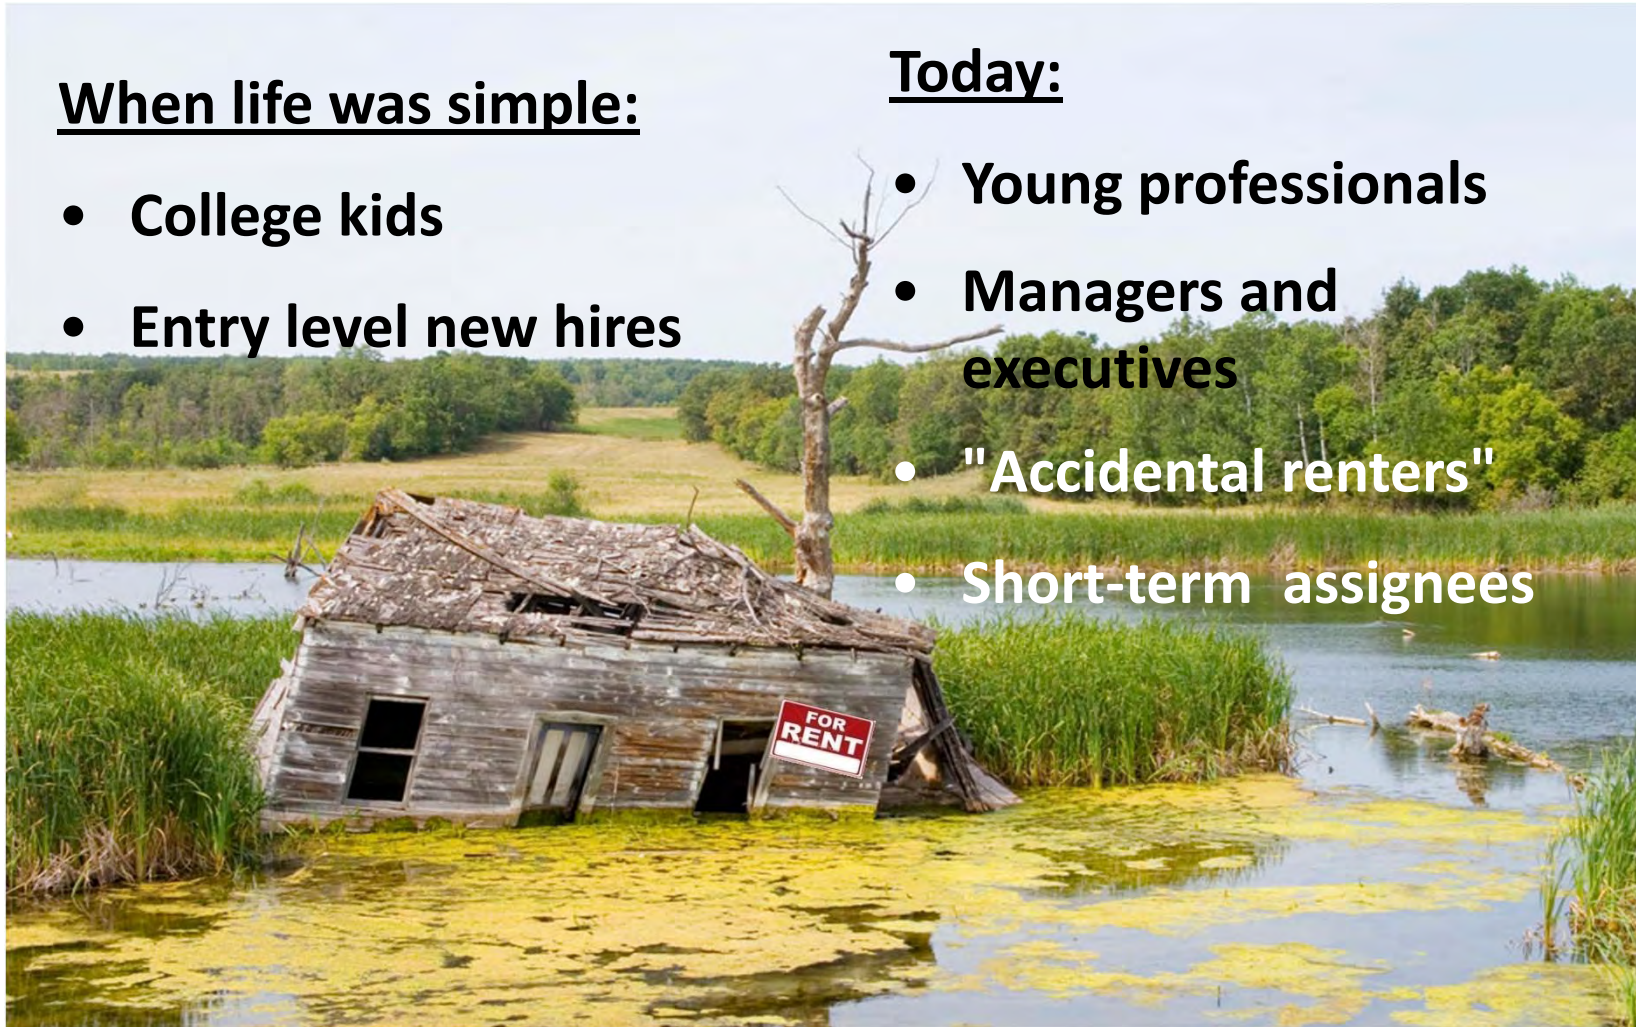 When life was simple:
• College kids
• Entry level new hires
Today:
• Young professionals
• Managers and
executives
• "Accidental renters"
• Short-term  assignees
FOR
RENT